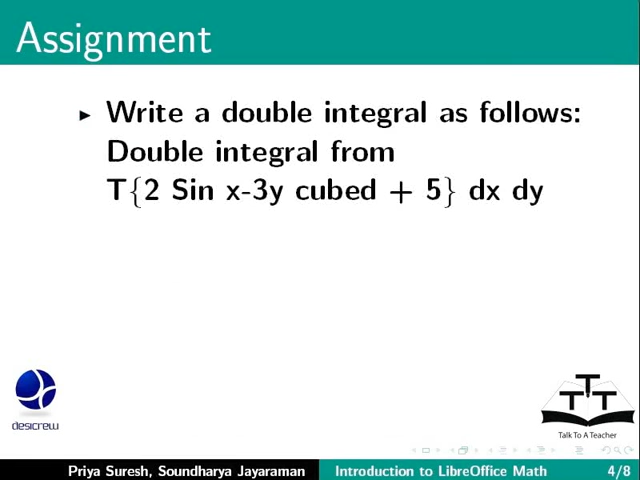 Assignment
Write a double integral as follows:
Double integral from
T{2 Sin x-3y cubed + 5} dx dy
desicrew
T T T
Talk To A Teacher
Priya Suresh, Soundharya Jayaraman Introduction to LibreOffice Math 4/8